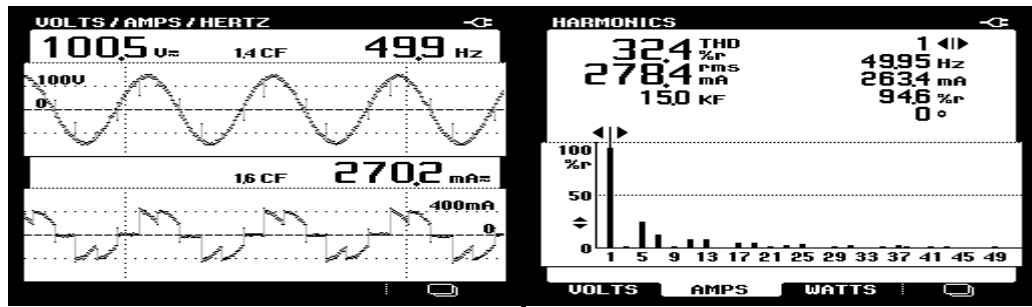 VOLTS/AMPS/HERTZ
100.5 V≂ 1.4 CF 49.9 Hz
100V
0
1.6 CF 270.2 mA≂
400mA
0
HARMONICS
32.4 THD %r
278.4 rms mA
15.0 KF
1
49.95 Hz
263.4 mA
94.6 %r
0 °
100
%r
50
0
1 5 9 13 17 21 25 29 33 37 41 45 49
VOLTS AMPS WATTS